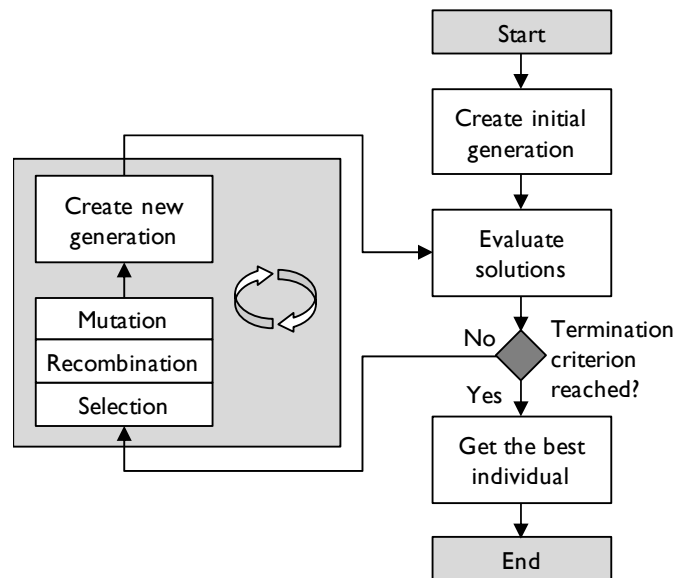 Start
Create initial
generation
Evaluate
solutions
Termination
criterion
reached?
No
Yes
Get the best
individual
End
Create new
generation
Mutation
Recombination
Selection